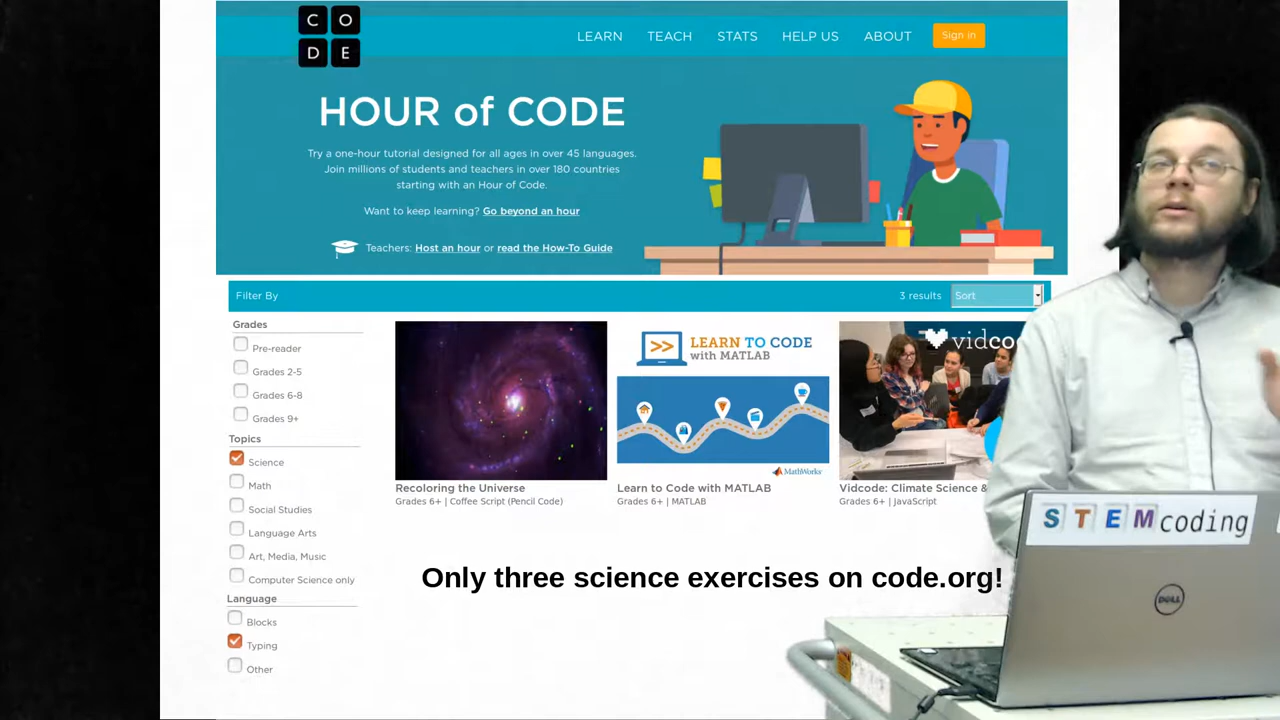 C O
D E
LEARN TEACH STATS HELP US ABOUT Sign in
HOUR of CODE
Try a one-hour tutorial designed for all ages in over 45 languages.
Join millions of students and teachers in over 180 countries
starting with an Hour of Code.
Want to keep learning? Go beyond an hour
Teachers: Host an hour or read the How-To Guide
Filter By 3 results Sort
Grades
Pre-reader
Grades 2-5
Grades 6-8
Grades 9+
Topics
Science
Math
Social Studies
Language Arts
Art, Media, Music
Computer Science only
Language
Blocks
Typing
Other
LEARN TO CODE
with MATLAB
MathWorks
vidco
Recoloring the Universe
Grades 6+ | Coffee Script (Pencil Code)
Learn to Code with MATLAB
Grades 6+ | MATLAB
Vidcode: Climate Science &
Grades 6+ | JavaScript
Only three science exercises on code.org!
STEMcoding
DELL